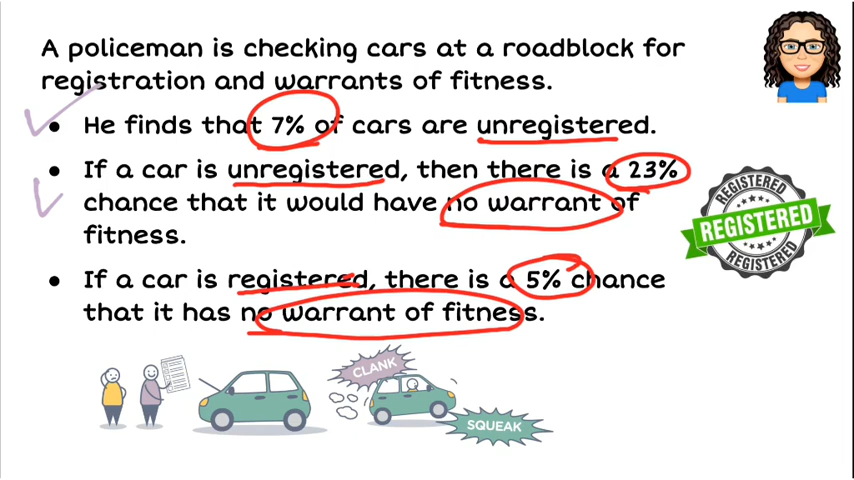 A policeman is checking cars at a roadblock for
registration and warrants of fitness.
• He finds that 7% of cars are unregistered.
• If a car is unregistered, then there is a 23%
chance that it would have no warrant of
fitness.
REGISTERED
REGISTERED
REGISTERED
• If a car is registered, there is a 5% chance
that it has no warrant of fitness.
CLANK
SQUEAK